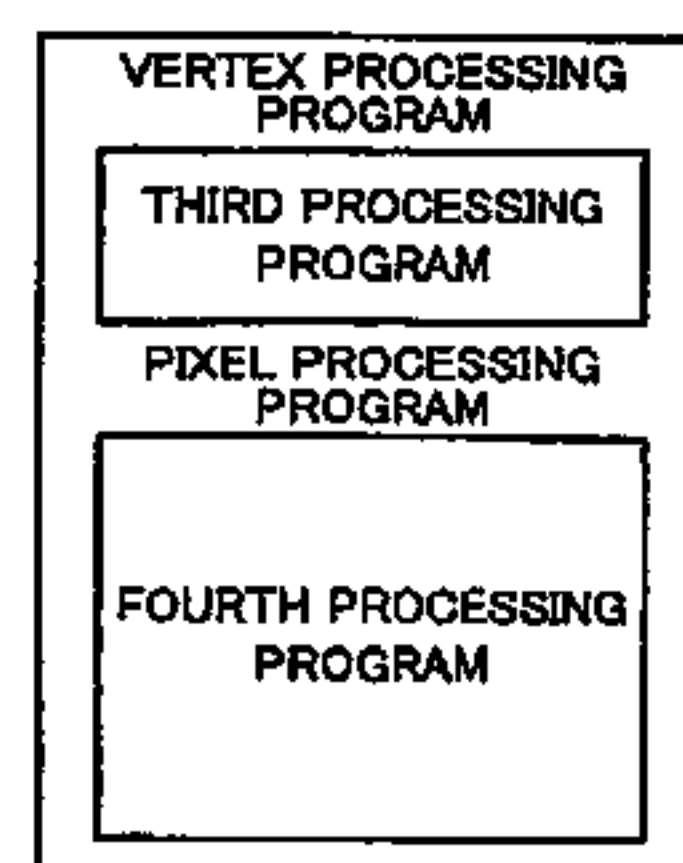 VERTEX PROCESSING
PROGRAM
THIRD PROCESSING
PROGRAM
PIXEL PROCESSING
PROGRAM
FOURTH PROCESSING
PROGRAM